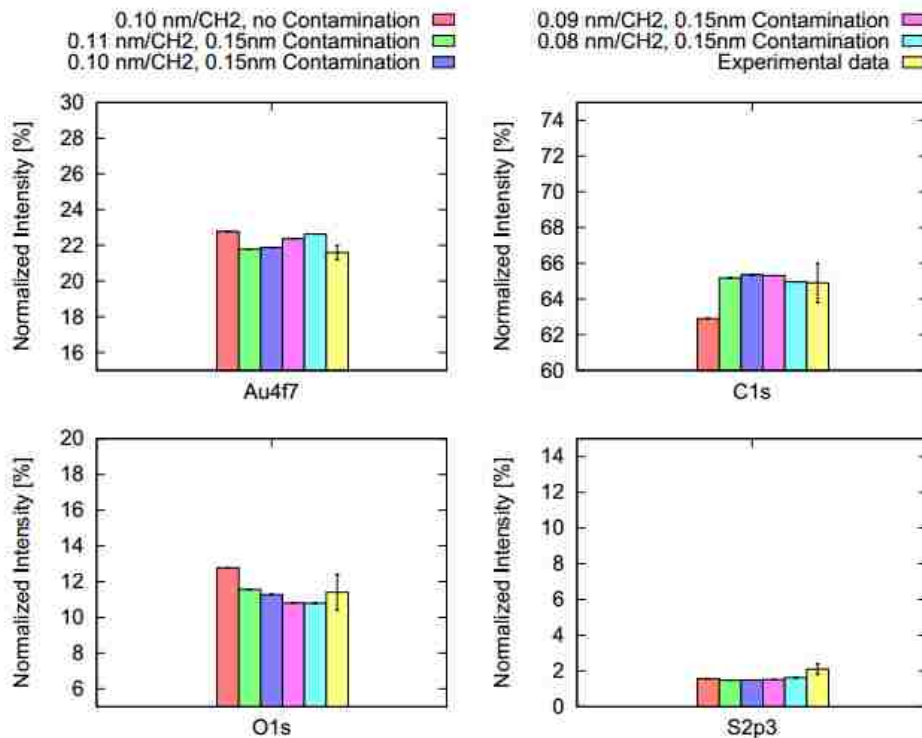 0.10 nm/CH2, no Contamination
0.11 nm/CH2, 0.15nm Contamination
0.10 nm/CH2, 0.15nm Contamination
0.09 nm/CH2, 0.15nm Contamination
0.08 nm/CH2, 0.15nm Contamination
Experimental data
Normalized Intensity [%]
30
28
26
24
22
20
18
16
Au4f7
Normalized Intensity [%]
74
72
70
68
66
64
62
60
C1s
Normalized Intensity [%]
20
18
16
14
12
10
8
6
O1s
Normalized Intensity [%]
14
12
10
8
6
4
2
0
S2p3